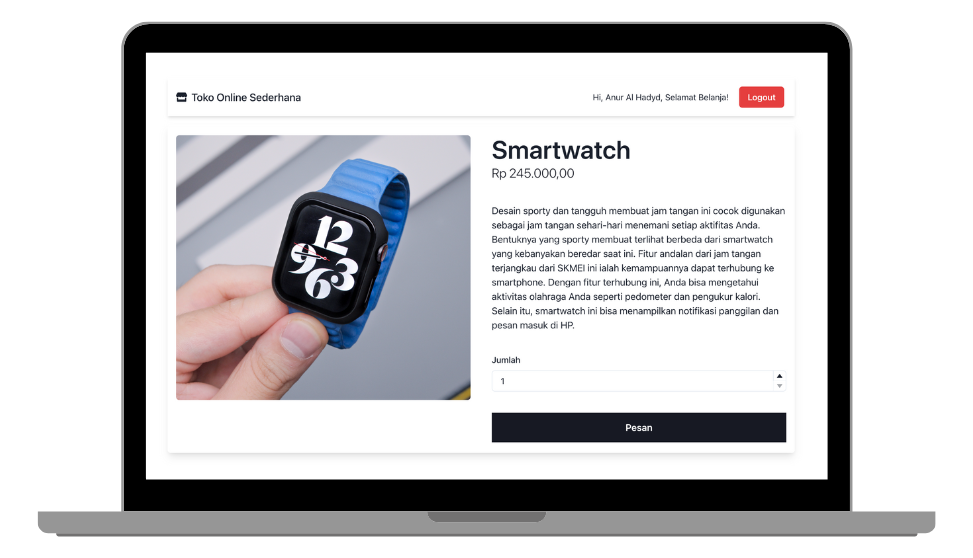 Toko Online Sederhana
Hi, Anur Al Hadyd, Selamat Belanja!
Logout
12
9 3
6
Smartwatch
Rp 245.000,00
Desain sporty dan tangguh membuat jam tangan ini cocok digunakan
sebagai jam tangan sehari-hari menemani setiap aktifitas Anda.
Bentuknya yang sporty membuat terlihat berbeda dari smartwatch
yang kebanyakan beredar saat ini. Fitur andalan dari jam tangan
terjangkau dari SKMEI ini ialah kemampuannya dapat terhubung ke
smartphone. Dengan fitur terhubung ini, Anda bisa mengetahui
aktivitas olahraga Anda seperti pedometer dan pengukur kalori.
Selain itu, smartwatch ini bisa menampilkan notifikasi panggilan dan
pesan masuk di HP.
Jumlah
1
Pesan